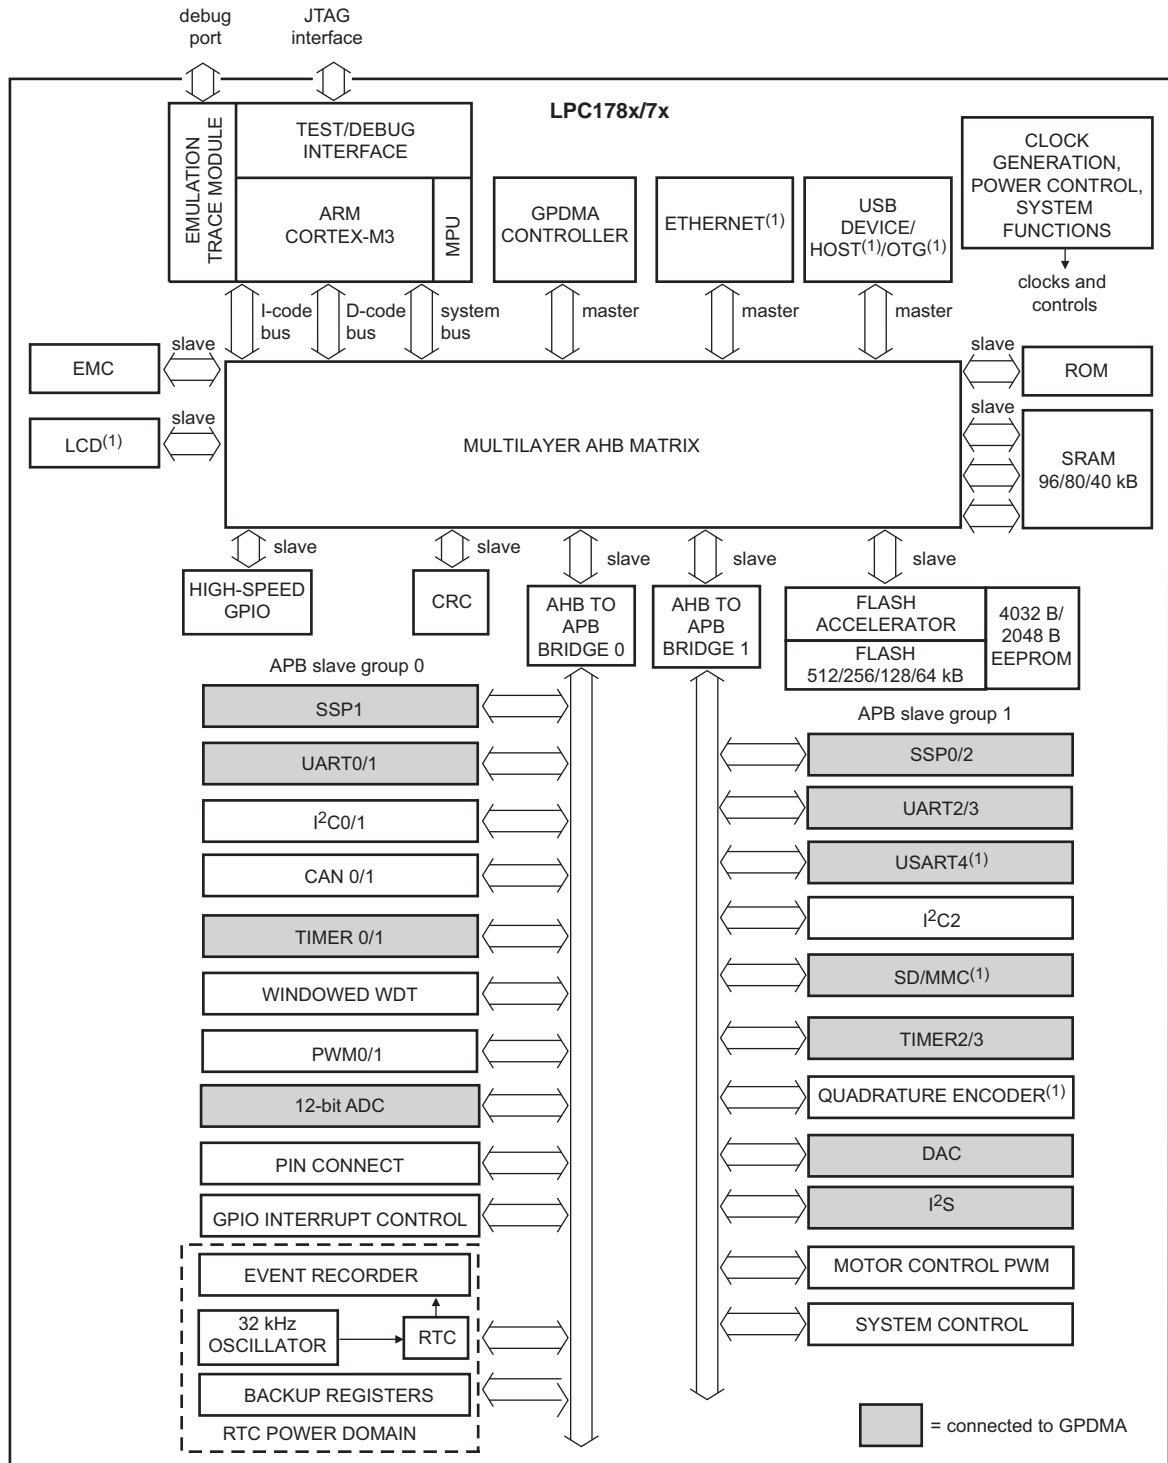 debug
port
JTAG
interface
LPC178x/7x
EMULATION
TRACE MODULE
TEST/DEBUG
INTERFACE
ARM
CORTEX-M3
MPU
GPDMA
CONTROLLER
ETHERNET(1)
USB
DEVICE/
HOST(1)/OTG(1)
CLOCK
GENERATION,
POWER CONTROL,
SYSTEM
FUNCTIONS
clocks and
controls
I-code
bus
D-code
bus
system
bus
master
master
master
slave
EMC
slave
LCD(1)
MULTILAYER AHB MATRIX
slave
ROM
slave
SRAM
96/80/40 kB
slave
HIGH-SPEED
GPIO
slave
CRC
slave
AHB TO
APB
BRIDGE 0
slave
AHB TO
APB
BRIDGE 1
slave
FLASH
ACCELERATOR
FLASH
512/256/128/64 kB
4032 B/
2048 B
EEPROM
APB slave group 0
SSP1
UART0/1
I2C0/1
CAN 0/1
TIMER 0/1
WINDOWED WDT
PWM0/1
12-bit ADC
PIN CONNECT
GPIO INTERRUPT CONTROL
EVENT RECORDER
32 kHz
OSCILLATOR
RTC
BACKUP REGISTERS
RTC POWER DOMAIN
APB slave group 1
SSP0/2
UART2/3
USART4(1)
I2C2
SD/MMC(1)
TIMER2/3
QUADRATURE ENCODER(1)
DAC
I2S
MOTOR CONTROL PWM
SYSTEM CONTROL
= connected to GPDMA